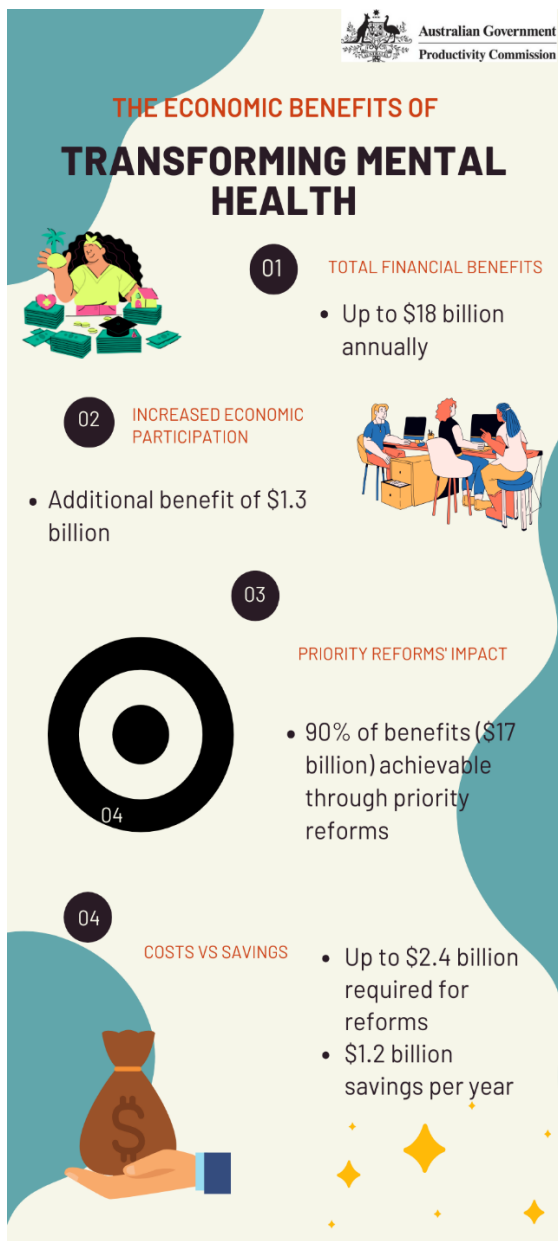 Australian Government
Productivity Commission
THE ECONOMIC BENEFITS OF
TRANSFORMING MENTAL
HEALTH
01
TOTAL FINANCIAL BENEFITS
• Up to $18 billion
annually
02
INCREASED ECONOMIC
PARTICIPATION
• Additional benefit of $1.3
billion
03
PRIORITY REFORMS' IMPACT
• 90% of benefits ($17
billion) achievable
through priority
reforms
04
04
COSTS VS SAVINGS
• Up to $2.4 billion
required for
reforms
• $1.2 billion
savings per year
$